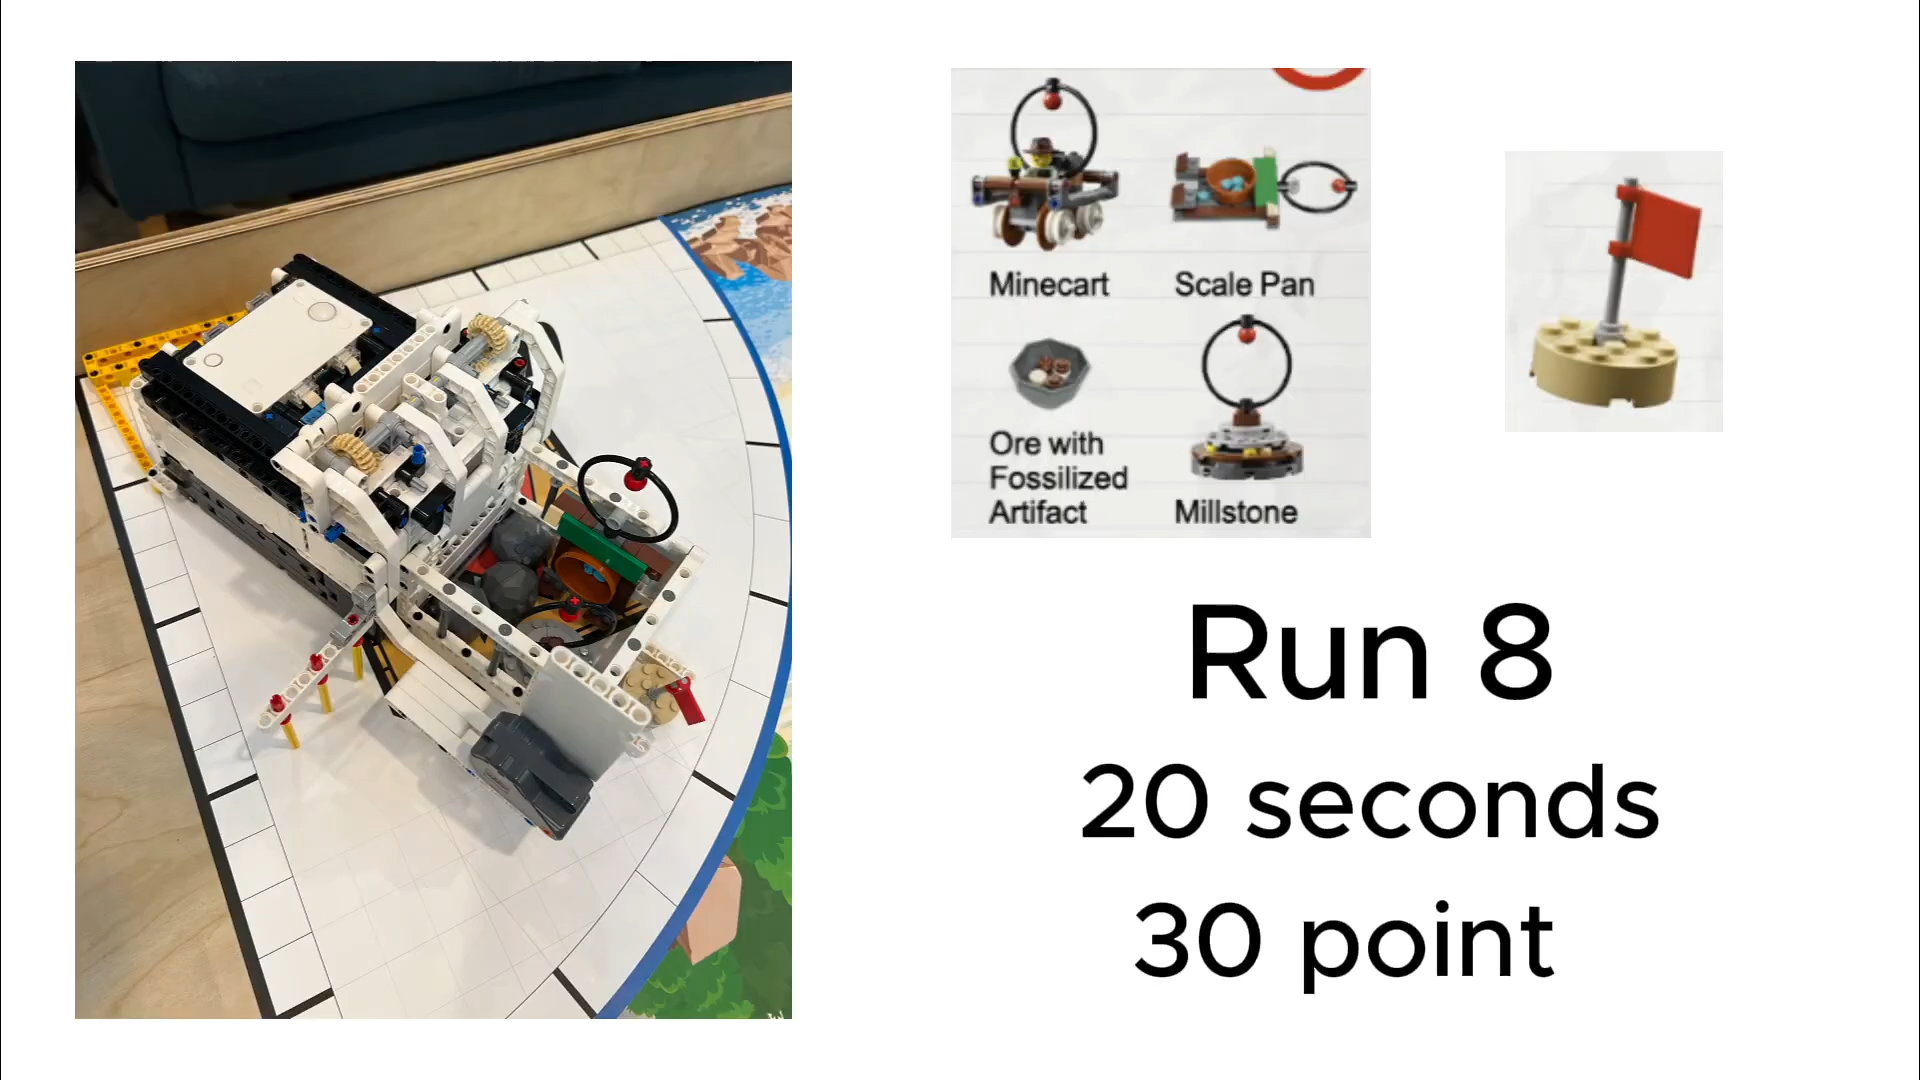 Minecart
Scale Pan
Ore with
Fossilized
Artifact
Millstone
Run 8
20 seconds
30 point